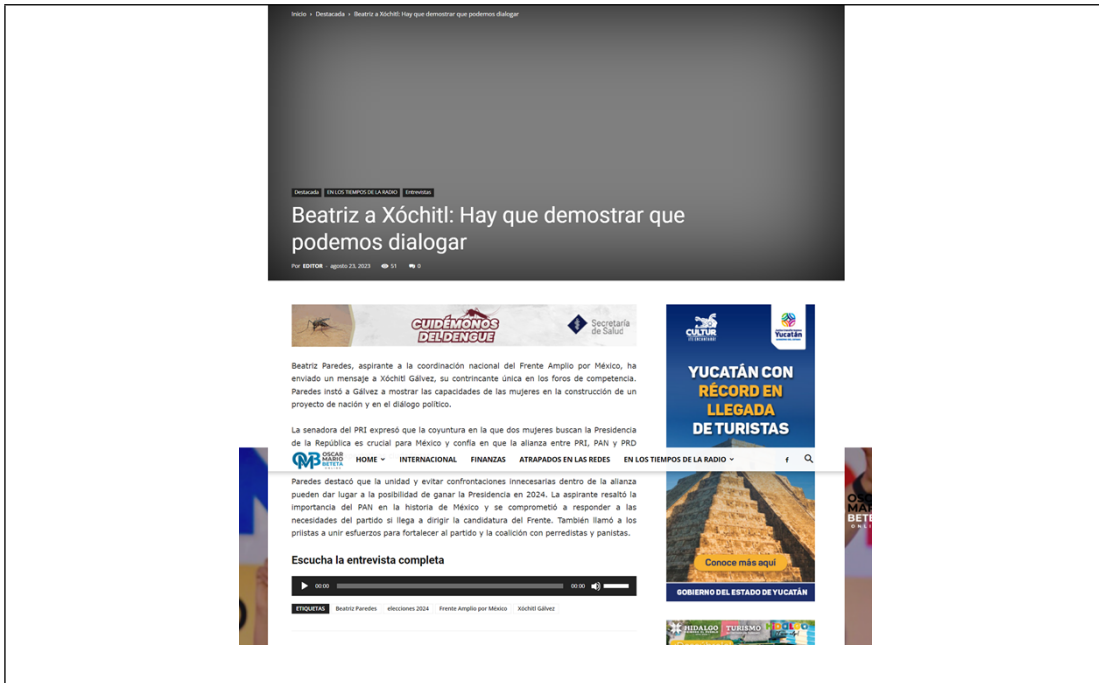 Inicio › Destacada › Beatriz a Xóchitl: Hay que demostrar que podemos dialogar
Destacada EN LOS TIEMPOS DE LA RADIO Entrevistas
Beatriz a Xóchitl: Hay que demostrar que
podemos dialogar
Por EDITOR - agosto 23, 2023 51 0
CUIDÉMONOS
DEL DENGUE
Secretaría
de Salud
Beatriz Paredes, aspirante a la coordinación nacional del Frente Amplio por México, ha
enviado un mensaje a Xóchitl Gálvez, su contrincante única en los foros de competencia.
Paredes instó a Gálvez a mostrar las capacidades de las mujeres en la construcción de un
proyecto de nación y en el diálogo político.
La senadora del PRI expresó que la coyuntura en la que dos mujeres buscan la Presidencia
de la República es crucial para México y confía en que la alianza entre PRI, PAN y PRD
OMB OSCAR
MARIO
BETETA
HOME INTERNACIONAL FINANZAS ATRAPADOS EN LAS REDES EN LOS TIEMPOS DE LA RADIO
Paredes destacó que la unidad y evitar confrontaciones innecesarias dentro de la alianza
pueden dar lugar a la posibilidad de ganar la Presidencia en 2024. La aspirante resaltó la
importancia del PAN en la historia de México y se comprometió a responder a las
necesidades del partido si llega a dirigir la candidatura del Frente. También llamó a los
priistas a unir esfuerzos para fortalecer al partido y la coalición con perredistas y panistas.
Escucha la entrevista completa
00:00 00:00
ETIQUETAS Beatriz Paredes elecciones 2024 Frente Amplio por México Xóchitl Gálvez
CULTUR
Yucatán
YUCATÁN CON
RÉCORD EN
LLEGADA
DE TURISTAS
Conoce más aquí
GOBIERNO DEL ESTADO DE YUCATÁN
HIDALGO TURISMO